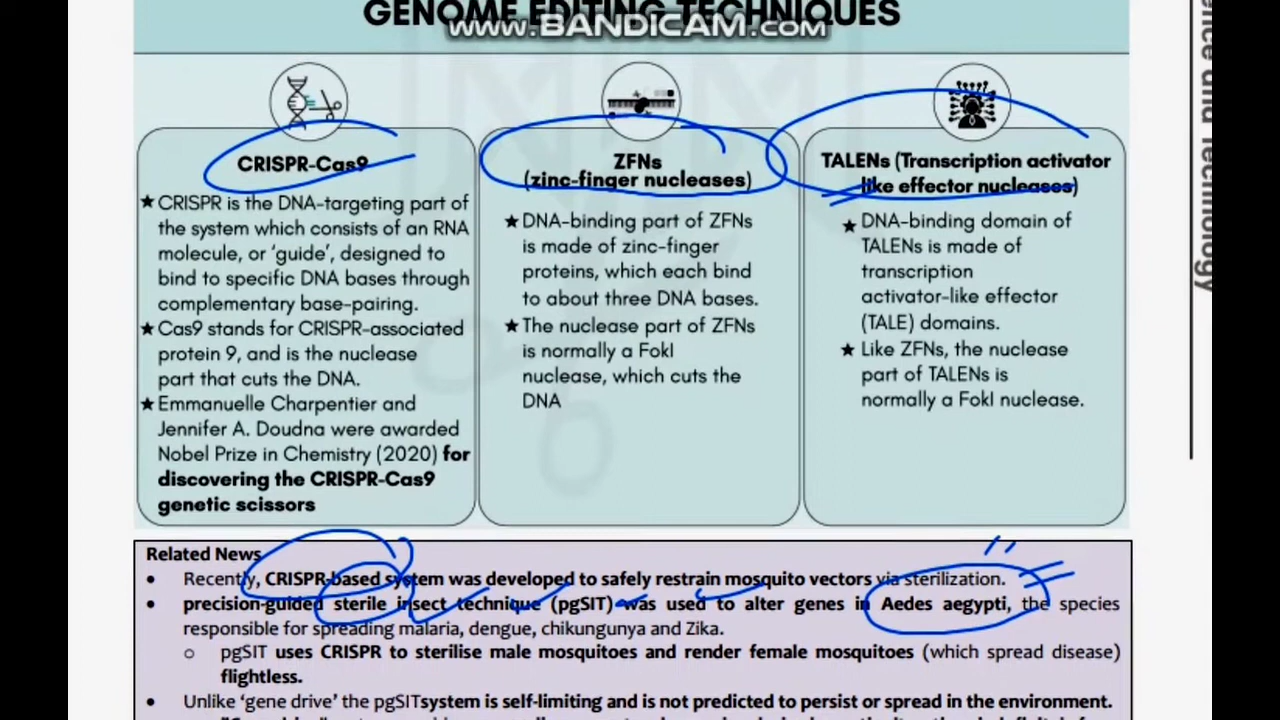 GENOME EDITING TECHNIQUES
www.BANDICAM.com
CRISPR-Cas9
★ CRISPR is the DNA-targeting part of
the system which consists of an RNA
molecule, or ‘guide’, designed to
bind to specific DNA bases through
complementary base-pairing.
★ Cas9 stands for CRISPR-associated
protein 9, and is the nuclease
part that cuts the DNA.
★ Emmanuelle Charpentier and
Jennifer A. Doudna were awarded
Nobel Prize in Chemistry (2020) for
discovering the CRISPR-Cas9
genetic scissors
ZFNs
(zinc-finger nucleases)
★ DNA-binding part of ZFNs
is made of zinc-finger
proteins, which each bind
to about three DNA bases.
★ The nuclease part of ZFNs
is normally a FokI
nuclease, which cuts the
DNA
TALENs (Transcription activator
like effector nucleases)
★ DNA-binding domain of
TALENs is made of
transcription
activator-like effector
(TALE) domains.
★ Like ZFNs, the nuclease
part of TALENs is
normally a FokI nuclease.
and Technology
Related News
• Recently, CRISPR-based system was developed to safely restrain mosquito vectors via sterilization.
• precision-guided sterile insect technique (pgSIT) was used to alter genes in Aedes aegypti, the species
responsible for spreading malaria, dengue, chikungunya and Zika.
o pgSIT uses CRISPR to sterilise male mosquitoes and render female mosquitoes (which spread disease)
flightless.
• Unlike ‘gene drive’ the pgSITsystem is self-limiting and is not predicted to persist or spread in the environment.